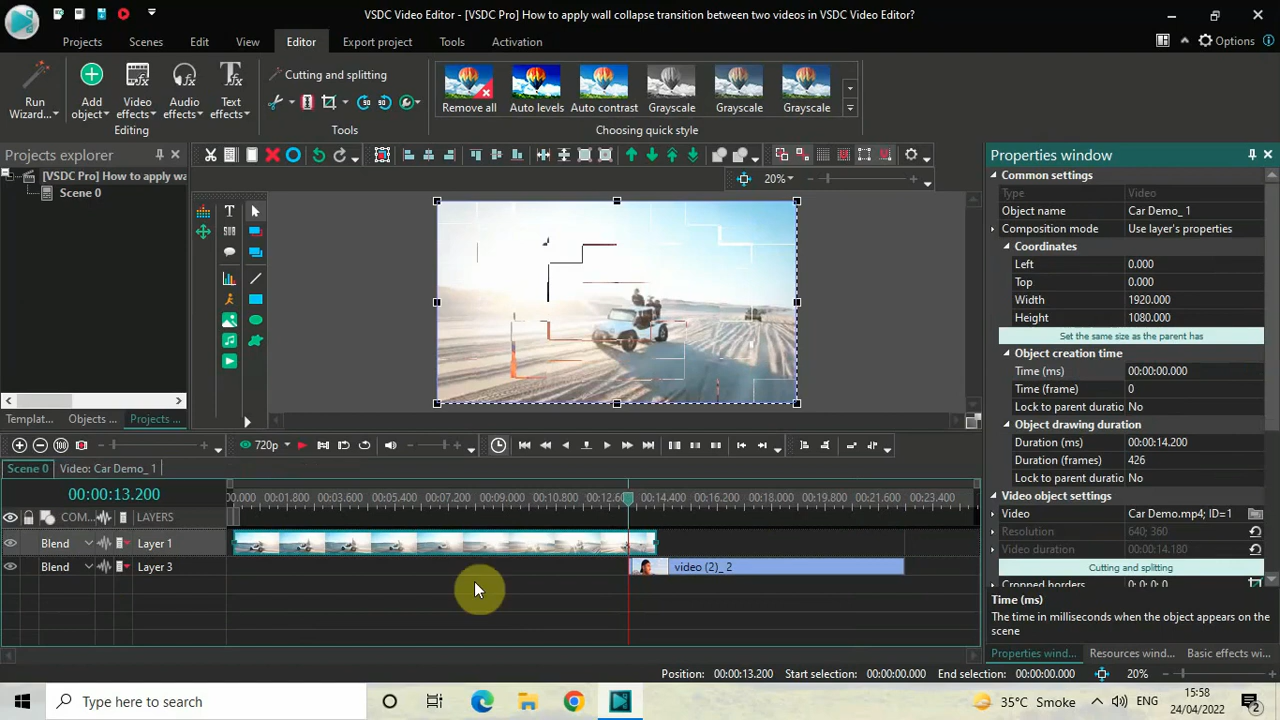 VSDC Video Editor - [VSDC Pro] How to apply wall collapse transition between two videos in VSDC Video Editor?
Projects Scenes Edit View Editor Export project Tools Activation Options
Cutting and splitting
Run Wizard... Add object Video effects Audio effects Text effects
Remove all Auto levels Auto contrast Grayscale Grayscale Grayscale
Editing Tools Choosing quick style
Projects explorer
[VSDC Pro] How to apply wa
Scene 0
20%
Templat... Objects ... Projects ...
Properties window
Common settings
Type Video
Object name Car Demo_ 1
Composition mode Use layer's properties
Coordinates
Left 0.000
Top 0.000
Width 1920.000
Height 1080.000
Set the same size as the parent has
Object creation time
Time (ms) 00:00:00.000
Time (frame) 0
Lock to parent duratio No
Object drawing duration
Duration (ms) 00:00:14.200
Duration (frames) 426
Lock to parent duratio No
Video object settings
Video Car Demo.mp4; ID=1
Resolution 640; 360
Video duration 00:00:14.180
Cutting and splitting
Cropped borders 0; 0; 0; 0
Time (ms)
The time in milliseconds when the object appears on the scene
Properties wind... Resources wind... Basic effects wi...
720p
Scene 0 Video: Car Demo_ 1
00:00:13.200
0.000 00:01.800 00:03.600 00:05.400 00:07.200 00:09.000 00:10.800 00:12.60 00:14.400 00:16.200 00:18.000 00:19.800 00:21.600 00:23.400
COM... LAYERS
Blend Layer 1
Blend Layer 3 video (2)_ 2
Position: 00:00:13.200 Start selection: 00:00:00.000 End selection: 00:00:00.000 20%
Type here to search
35°C Smoke ENG 15:58 24/04/2022 2